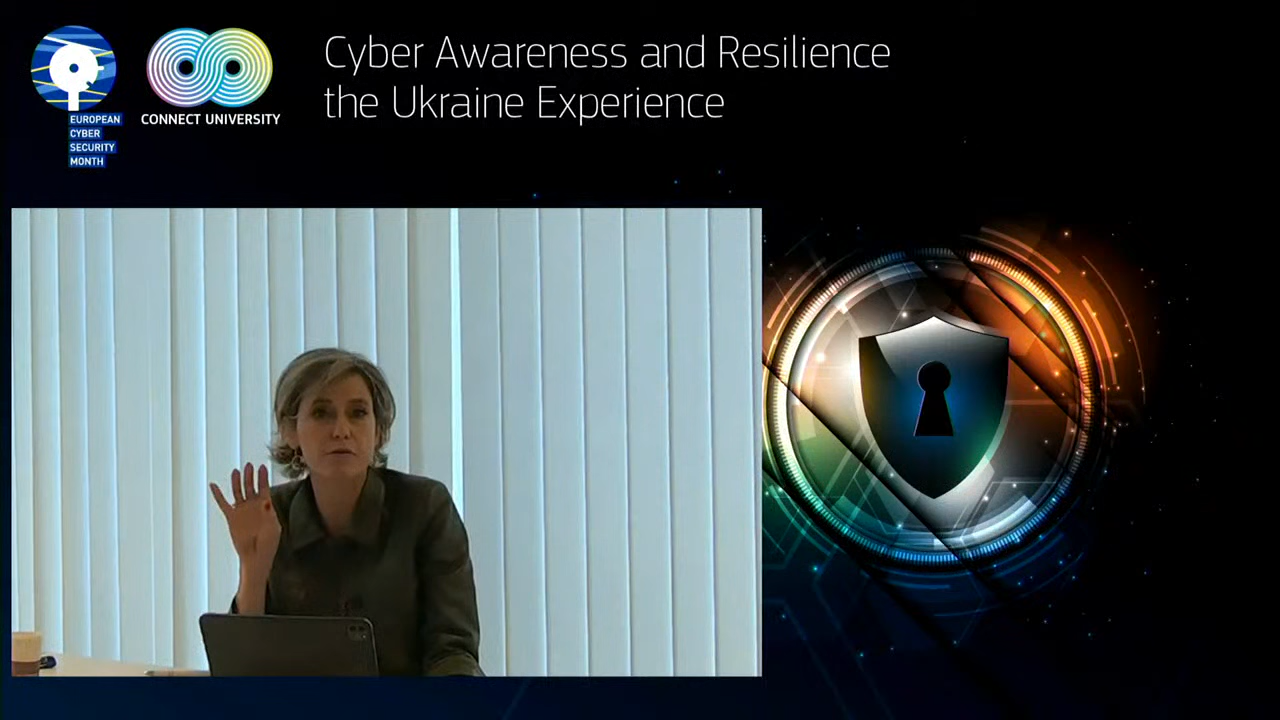 Cyber Awareness and Resilience
the Ukraine Experience
EUROPEAN
CYBER
SECURITY
MONTH
CONNECT UNIVERSITY